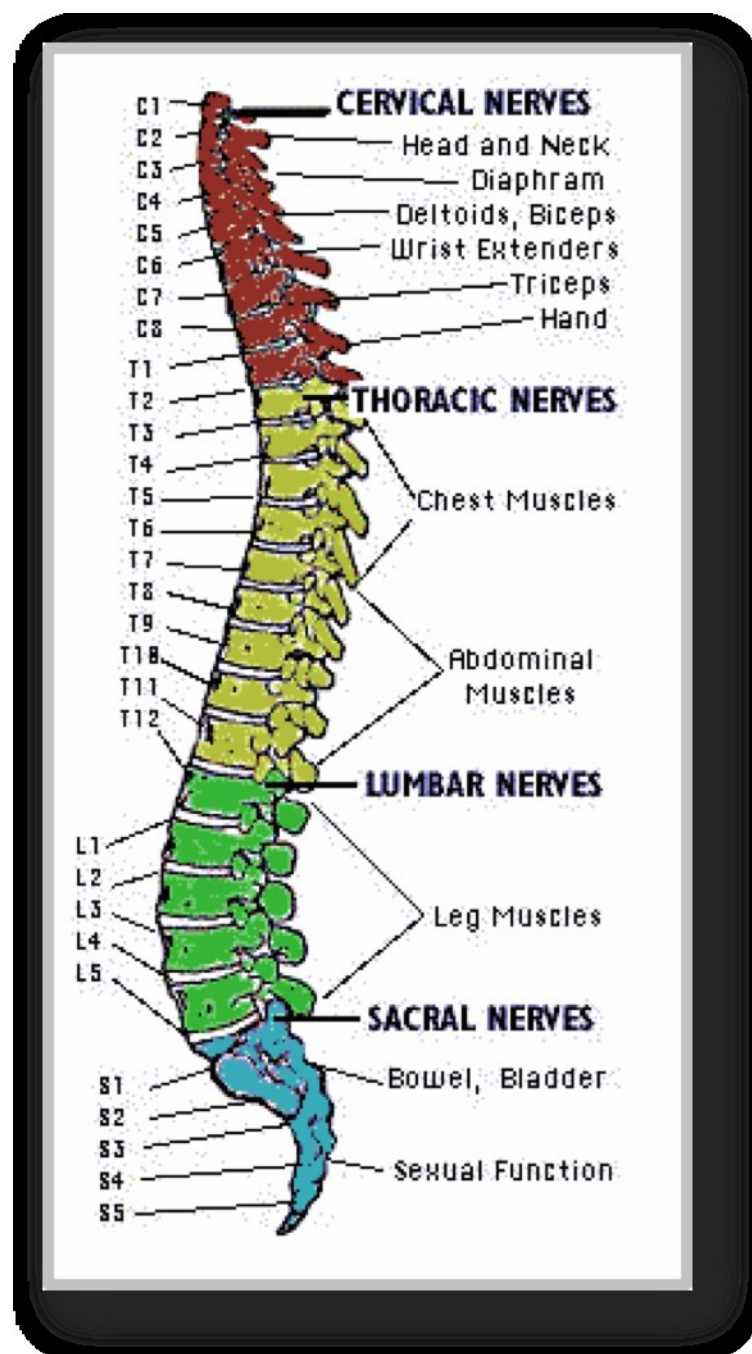 C1
CERVICAL NERVES
C2
Head and Neck
C3
Diaphram
C4
Deltoids, Biceps
C5
Wrist Extenders
C6
Triceps
C7
Hand
C8
T1
T2
THORACIC NERVES
T3
T4
T5
Chest Muscles
T6
T7
T8
T9
T10
Abdominal
Muscles
T11
T12
LUMBAR NERVES
L1
L2
L3
Leg Muscles
L4
L5
SACRAL NERVES
S1
Bowel, Bladder
S2
S3
S4
Sexual Function
S5